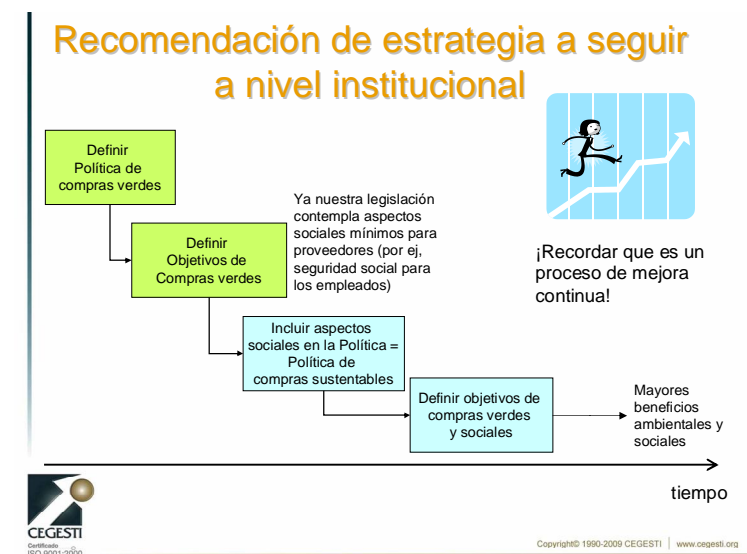 Recomendación de estrategia a seguir
a nivel institucional
Definir
Política de
compras verdes
Definir
Objetivos de
Compras verdes
Ya nuestra legislación
contempla aspectos
sociales mínimos para
proveedores (por ej,
seguridad social para
los empleados)
¡Recordar que es un
proceso de mejora
continua!
Incluir aspectos
sociales en la Política =
Política de
compras sustentables
Definir objetivos de
compras verdes
y sociales
Mayores
beneficios
ambientales y
sociales
tiempo
CEGESTI
Certificado
ISO 9001-2000
Copyright© 1990-2009 CEGESTI | www.cegesti.org